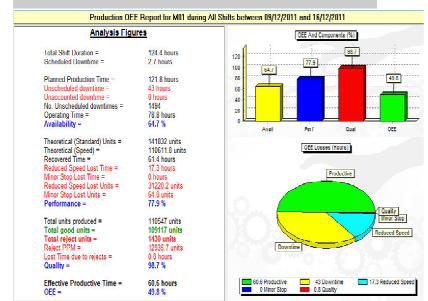 Production OEE Report for M01 during All Shifts between 09/12/2011 and 16/12/2011
Analysis Figures
Total Shift Duration = 124.4 hours
Scheduled Downtime = 2.7 hours
Planned Production Time = 121.8 hours
Unscheduled downtime = 43 hours
Unaccounted downtime = 0 hours
No. Unscheduled downtimes = 1494
Operating Time = 78.8 hours
Availability = 64.7 %
Theoretical (Standard) Units = 141832 units
Theoretical (Speed) = 110611.8 units
Recovered Time = 61.4 hours
Reduced Speed Lost Time = 17.3 hours
Minor Stop Lost Time = 0 hours
Reduced Speed Lost Units = 31220.2 units
Minor Stop Lost Units = 64.8 units
Performance = 77.9 %
Total units produced = 110547 units
Total good units = 109117 units
Total reject units = 1430 units
Reject PPM = 12935.7 units
Lost Time due to rejects = 0.8 hours
Quality = 98.7 %
Effective Productive Time = 60.6 hours
OEE = 49.8 %
OEE And Components (%)
120
100
80
60
40
20
0
64.7
77.9
98.7
49.8
Avail
Perf
Qual
OEE
OEE Losses (Hours)
Productive
Quality
Minor Stop
Reduced Speed
Downtime
60.6 Productive
43 Downtime
17.3 Reduced Speed
0 Minor Stop
0.8 Quality